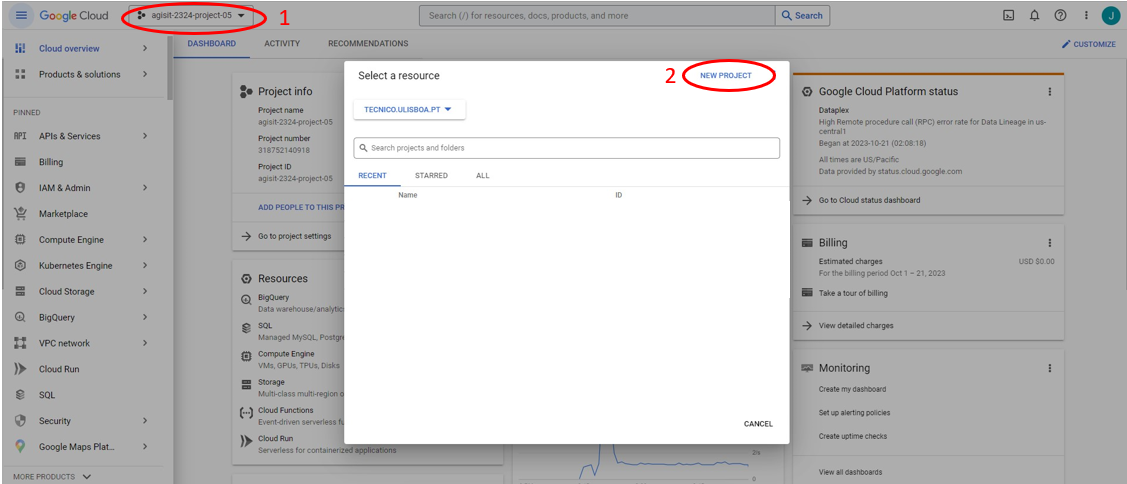 Google Cloud
agisit-2324-project-05
1
Search (/) for resources, docs, products, and more
Search
J
Cloud overview
Products & solutions
PINNED
API
APIs & Services
Billing
IAM & Admin
Marketplace
Compute Engine
Kubernetes Engine
Cloud Storage
BigQuery
VPC network
Cloud Run
SQL
Security
Google Maps Plat...
MORE PRODUCTS
DASHBOARD
ACTIVITY
RECOMMENDATIONS
CUSTOMIZE
Project info
Project name
agisit-2324-project-05
Project number
318752140918
Project ID
agisit-2324-project-05
ADD PEOPLE TO THIS PR
Go to project settings
Resources
BigQuery
Data warehouse/analytic
SQL
Managed MySQL, Postgr
Compute Engine
VMs, GPUs, TPUs, Disks
Storage
Multi-class multi-region o
Cloud Functions
Event-driven serverless fu
Cloud Run
Serverless for containerized applications
Select a resource
2
NEW PROJECT
TECNICO.ULISBOA.PT
Search projects and folders
RECENT
STARRED
ALL
Name
ID
CANCEL
0
Google Cloud Platform status
Dataplex
High Remote procedure call (RPC) error rate for Data Lineage in us-
central1
Began at 2023-10-21 (02:08:18)
All times are US/Pacific
Data provided by status.cloud.google.com
Go to Cloud status dashboard
Billing
Estimated charges
USD $0.00
For the billing period Oct 1 – 21, 2023
Take a tour of billing
View detailed charges
Monitoring
Create my dashboard
Set up alerting policies
Create uptime checks
View all dashboards